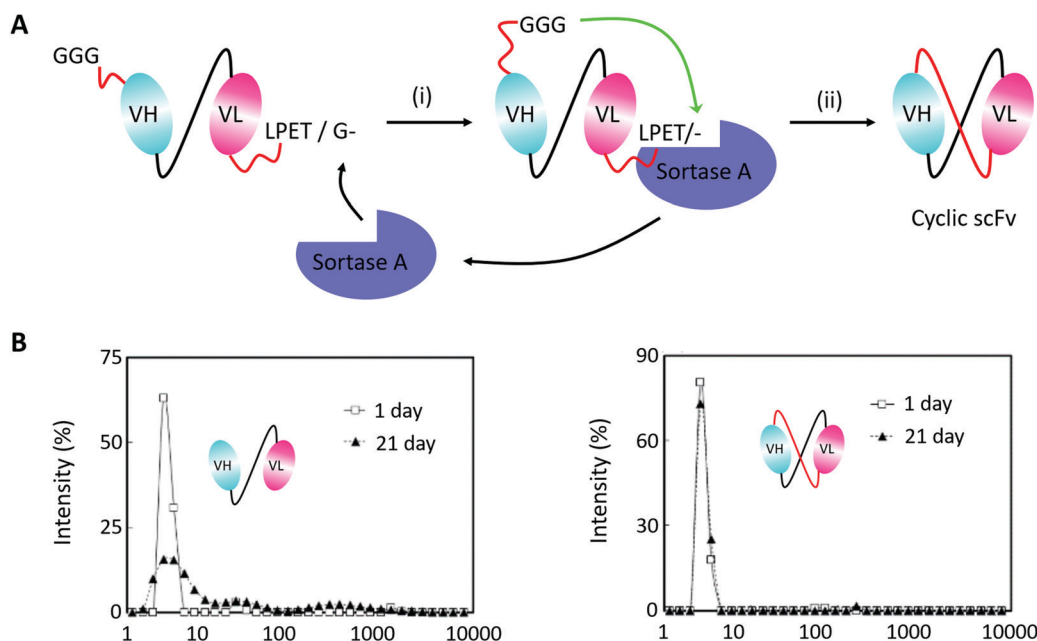 A
GGG
VH
VL
LPET / G-
(i)
GGG
VH
VL
LPET/-
Sortase A
(ii)
VH
VL
Cyclic scFv
Sortase A
B
75
50
25
0
Intensity (%)
1 day
21 day
VH
VL
1
10
100
1000
10000
90
60
30
0
Intensity (%)
1 day
21 day
VH
VL
1
10
100
1000
10000